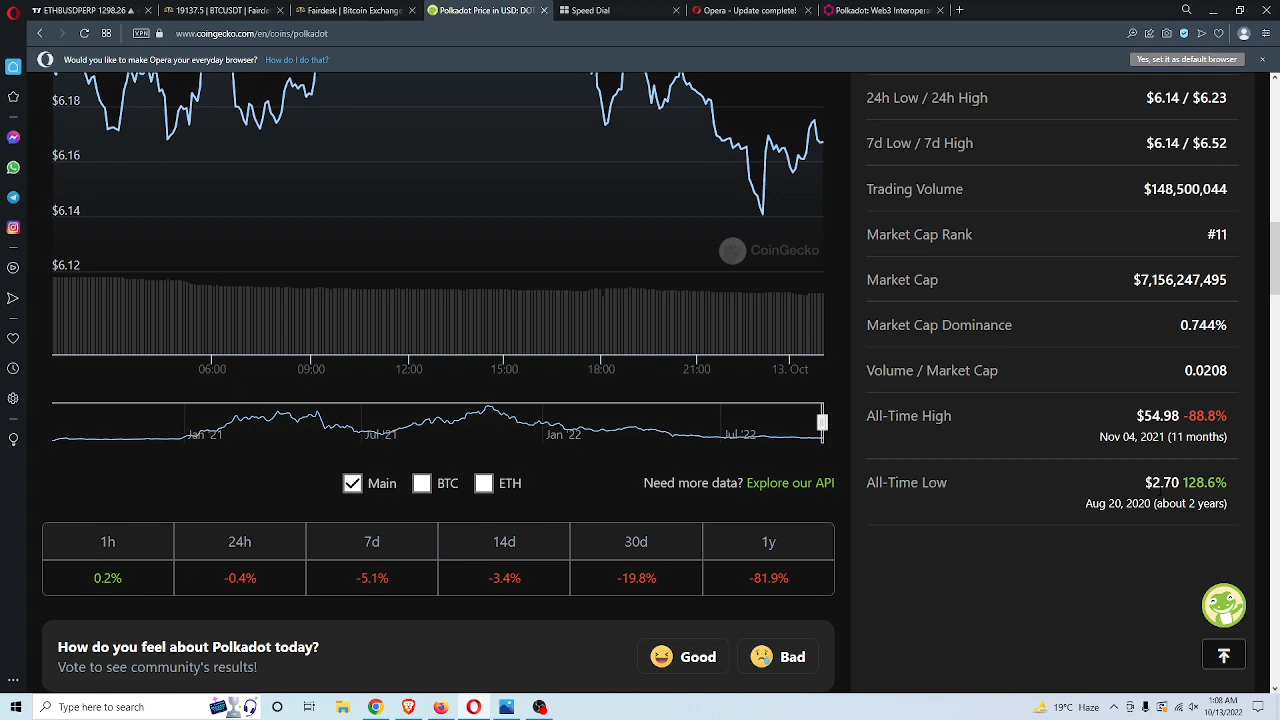 ETHBUSDPERP 1298.26 ▲
19137.5 | BTCUSDT | Fairdes
Fairdesk | Bitcoin Exchange
Polkadot Price in USD: DOT
Speed Dial
Opera - Update complete!
Polkadot Web3 Interopera
VPN
www.coingecko.com/en/coins/polkadot
Would you like to make Opera your everyday browser? How do I do that?
Yes, set it as default browser
$6.18
$6.16
$6.14
$6.12
CoinGecko
06:00 09:00 12:00 15:00 18:00 21:00 13. Oct
Jan '21 Jul '21 Jan '22 Jul '22
Main BTC ETH
Need more data? Explore our API
1h 24h 7d 14d 30d 1y
0.2% -0.4% -5.1% -3.4% -19.8% -81.9%
How do you feel about Polkadot today?
Vote to see community's results!
Good Bad
24h Low / 24h High $6.14 / $6.23
7d Low / 7d High $6.14 / $6.52
Trading Volume $148,500,044
Market Cap Rank #11
Market Cap $7,156,247,495
Market Cap Dominance 0.744%
Volume / Market Cap 0.0208
All-Time High $54.98 -88.8%
Nov 04, 2021 (11 months)
All-Time Low $2.70 128.6%
Aug 20, 2020 (about 2 years)
Type here to search
19°C Haze
1:08 AM
10/13/2022